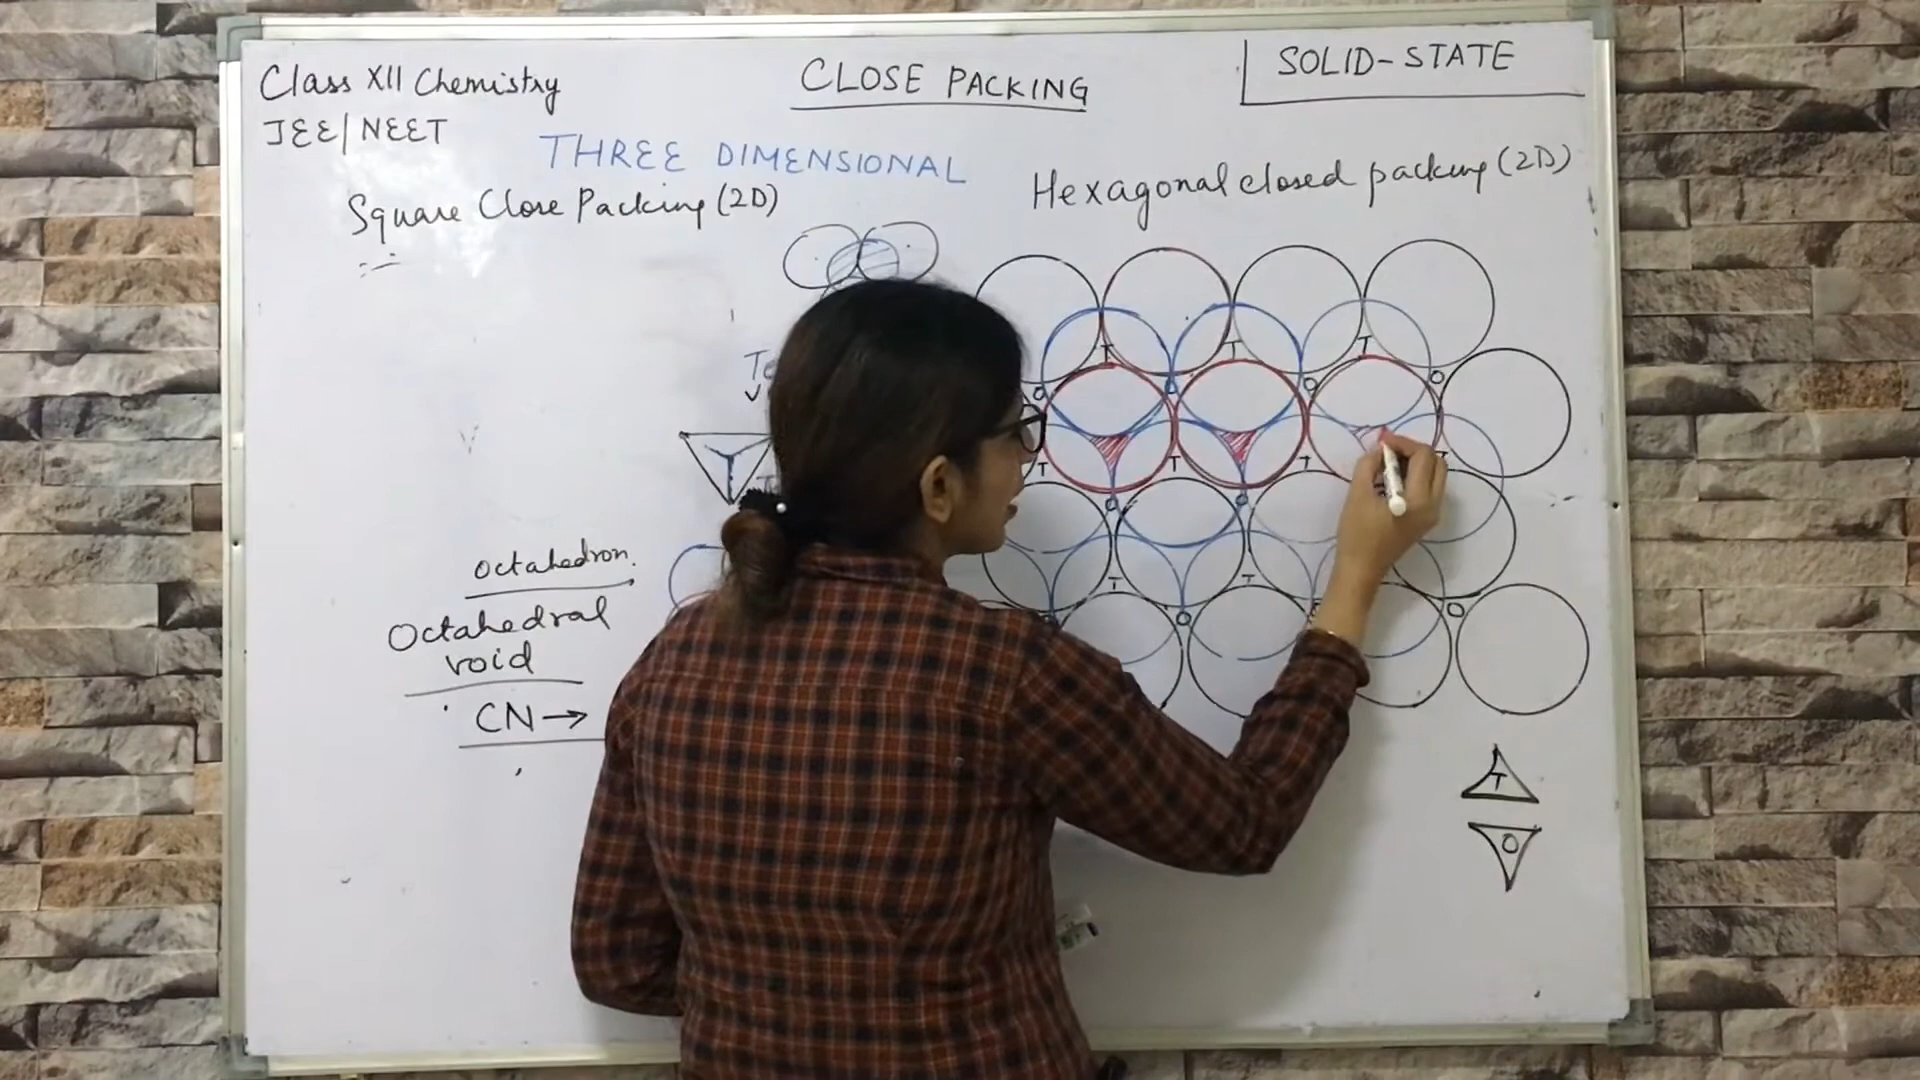 Class XII Chemistry
JEE/NEET
CLOSE PACKING
SOLID-STATE
THREE DIMENSIONAL
Square Close Packing (2D)
Hexagonal closed packing (2D)
T T T
O O O O
T T T
O O
T T
O O
Octahedron.
Octahedral
void
CN→
T
O